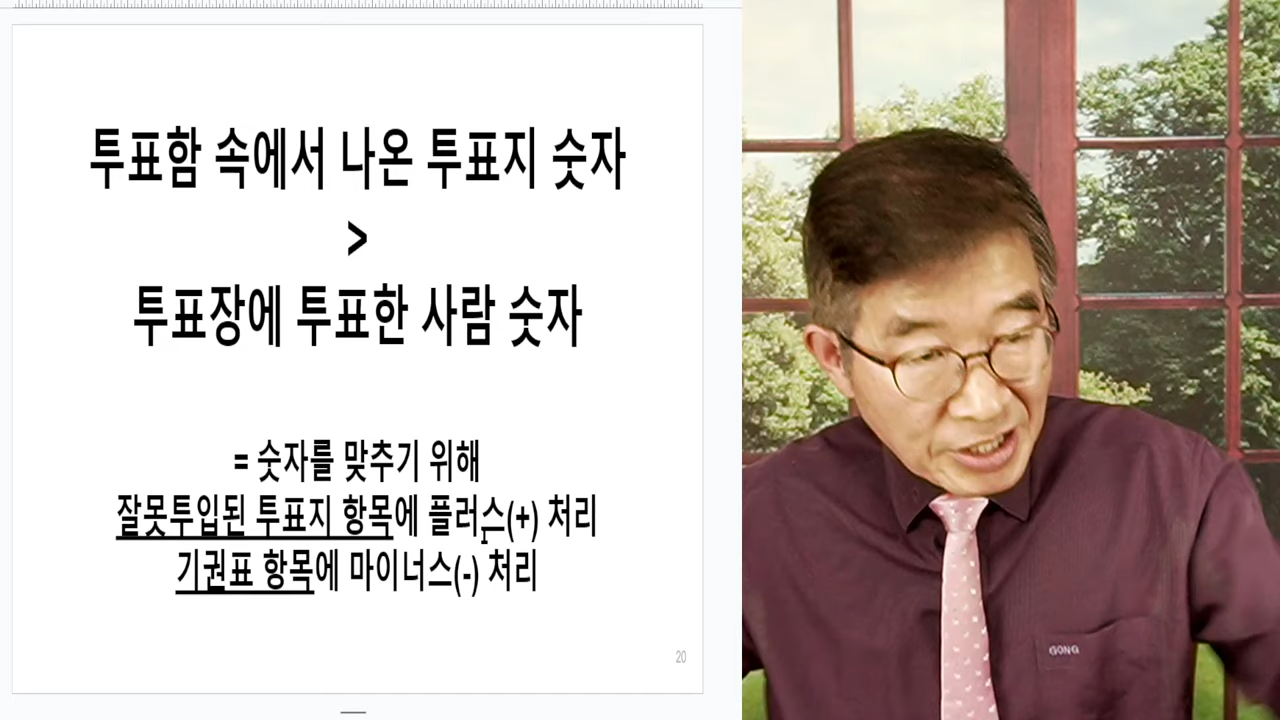 투표함 속에서 나온 투표지 숫자
>
투표장에 투표한 사람 숫자
= 숫자를 맞추기 위해
잘못투입된 투표지 항목에 플러스(+) 처리
기권표 항목에 마이너스(-) 처리
20
GONG